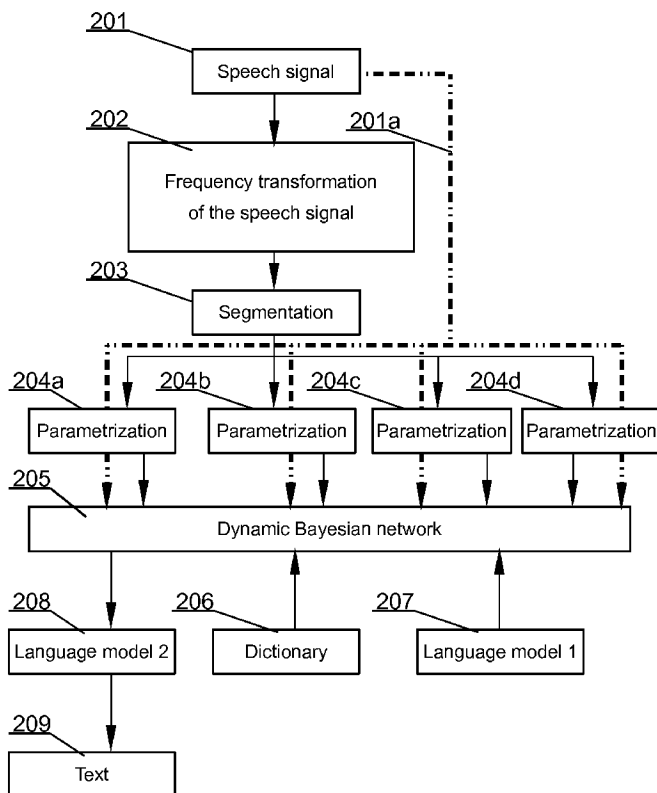 201
Speech signal
202
201a
Frequency transformation
of the speech signal
203
Segmentation
204a
204b
204c
204d
Parametrization
Parametrization
Parametrization
Parametrization
205
Dynamic Bayesian network
208
206
207
Language model 2
Dictionary
Language model 1
209
Text